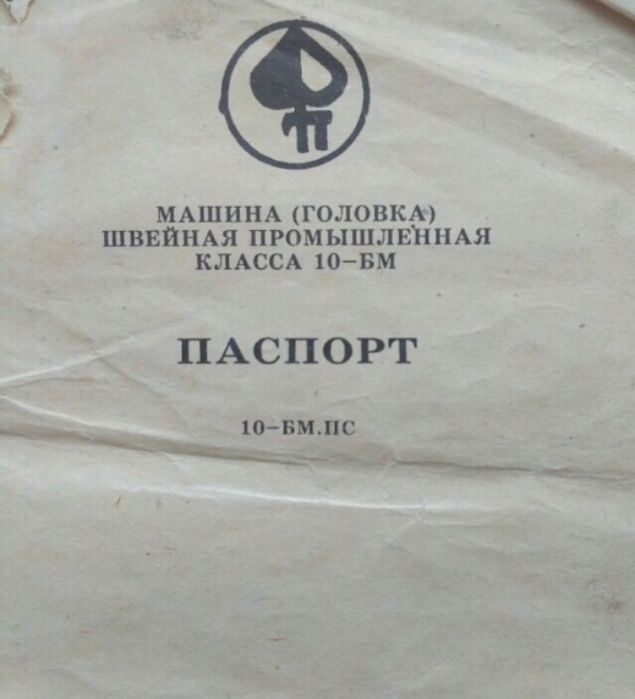 МАШИНА (ГОЛОВКА)
ШВЕЙНАЯ ПРОМЫШЛЕННАЯ
КЛАССА 10–БМ
ПАСПОРТ
10–БМ.ПС